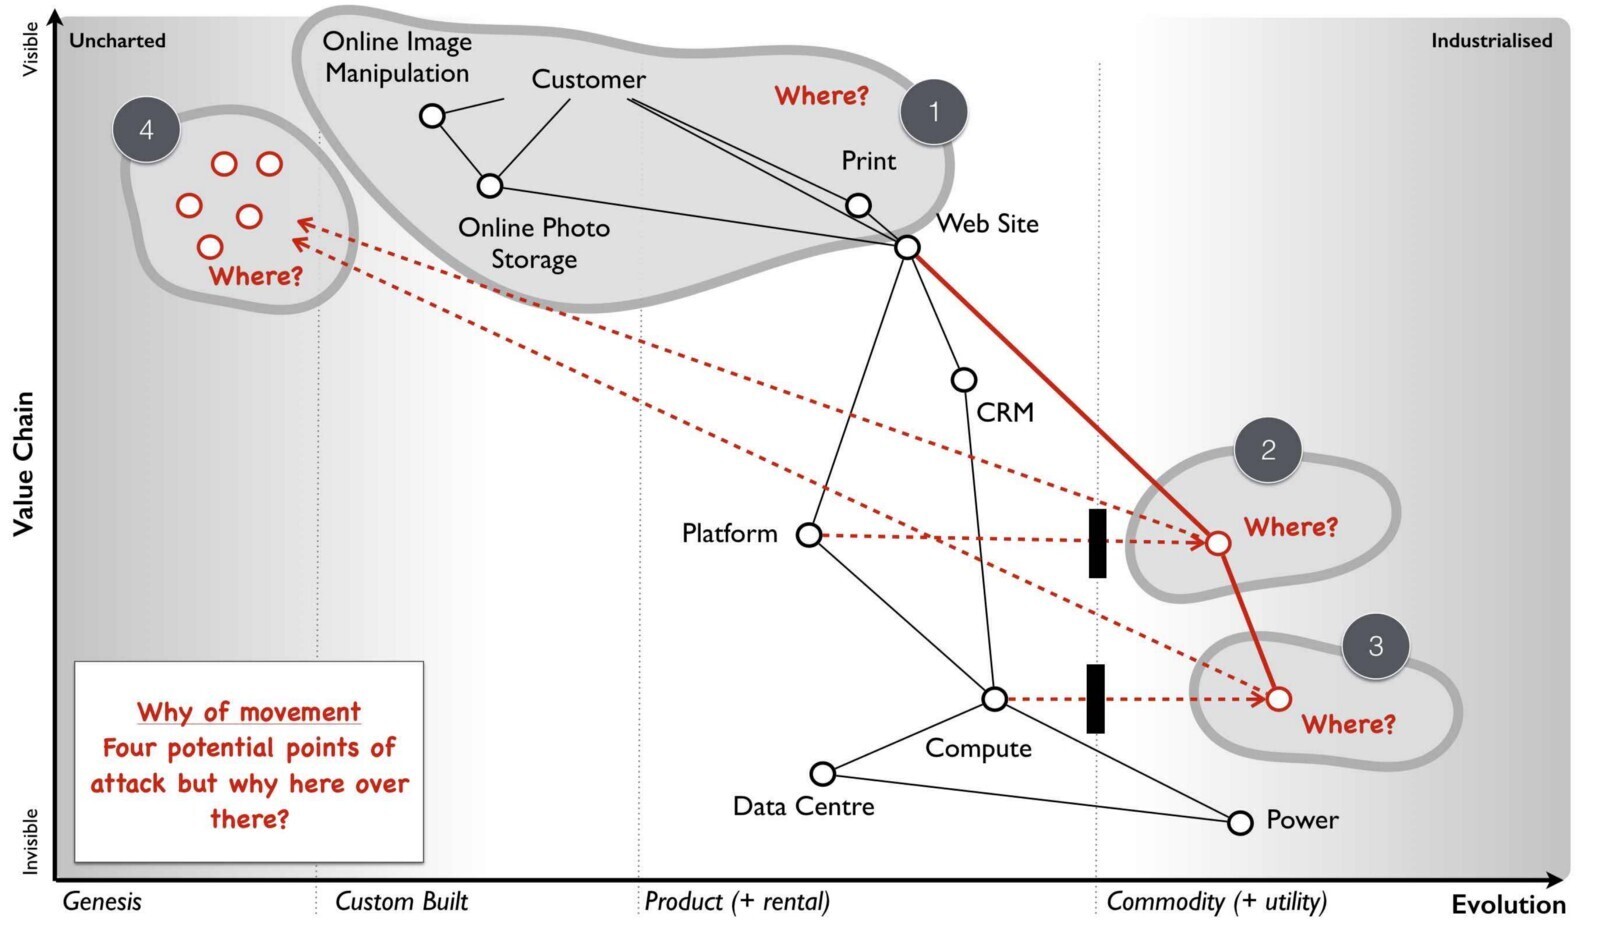 Visible
Uncharted
Industrialised
Online Image
Manipulation
Customer
Where?
1
4
Print
Web Site
Online Photo
Storage
Where?
CRM
Value Chain
2
Platform
Where?
3
Why of movement
Four potential points of
attack but why here over
there?
Where?
Compute
Data Centre
Power
Invisible
Genesis
Custom Built
Product (+ rental)
Commodity (+ utility)
Evolution